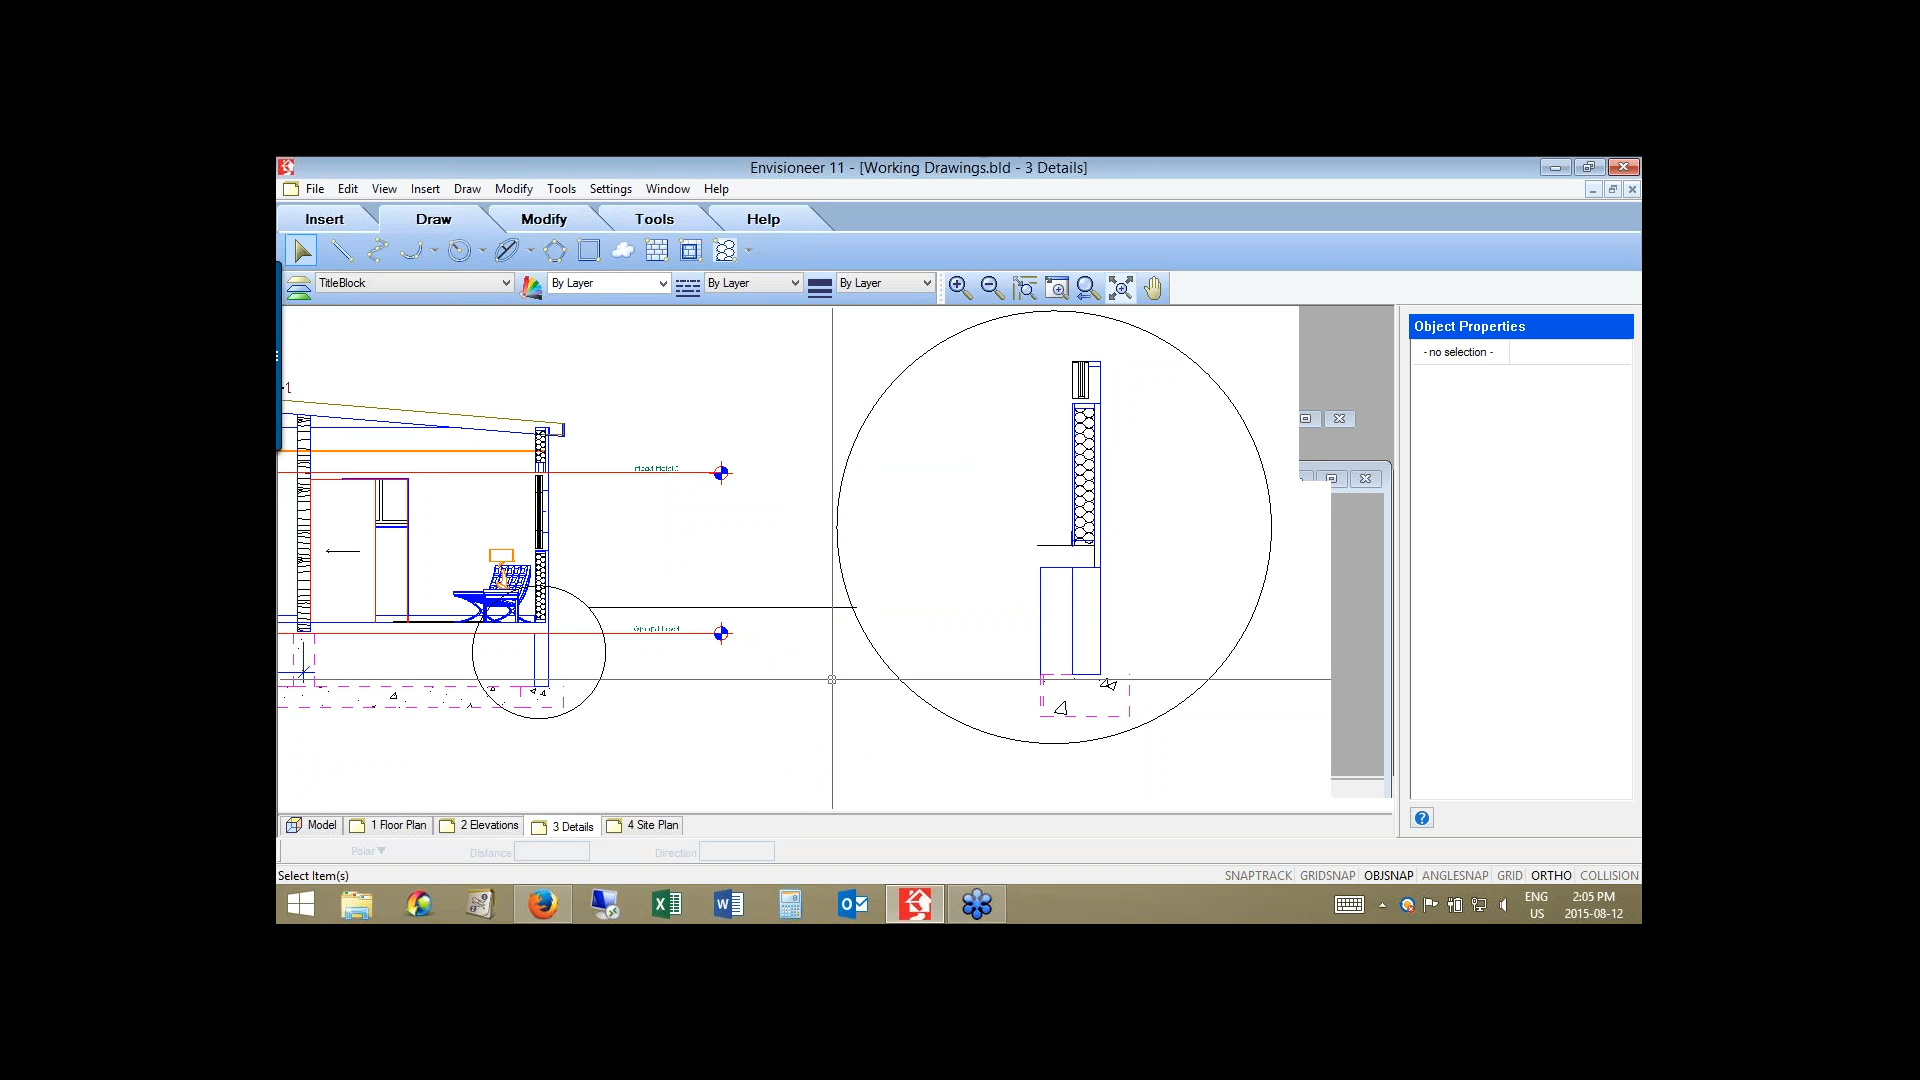 Envisioneer 11 - [Working Drawings.bld - 3 Details]
File Edit View Insert Draw Modify Tools Settings Window Help
Insert Draw Modify Tools Help
TitleBlock By Layer By Layer By Layer
Object Properties
- no selection -
Model 1 Floor Plan 2 Elevations 3 Details 4 Site Plan
Polar Distance Direction
Select Item(s) SNAPTRACK GRIDSNAP OBJSNAP ANGLESNAP GRID ORTHO COLLISION
ENG 2:05 PM
US 2015-08-12